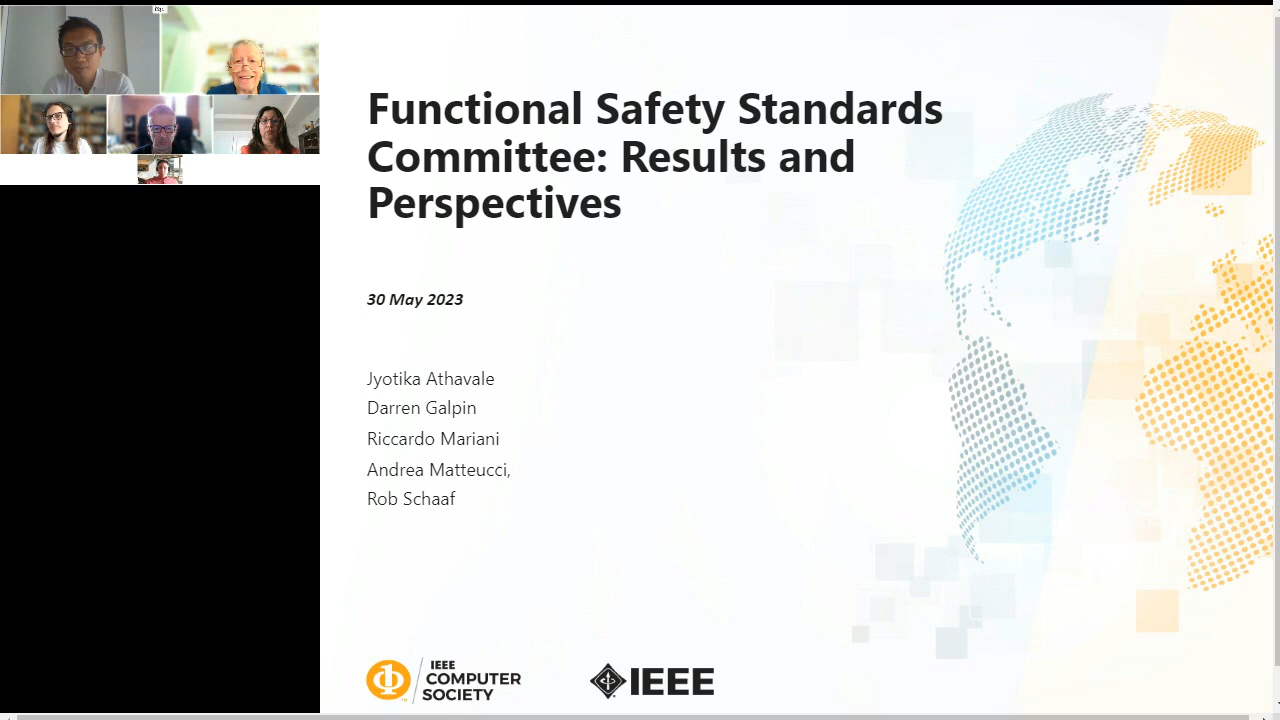 Functional Safety Standards
Committee: Results and
Perspectives
30 May 2023
Jyotika Athavale
Darren Galpin
Riccardo Mariani
Andrea Matteucci,
Rob Schaaf
IEEE
COMPUTER
SOCIETY
IEEE